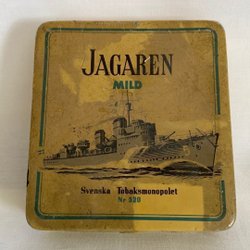 JAGAREN
MILD
Svenska Tobaksmonopolet
Nr 520